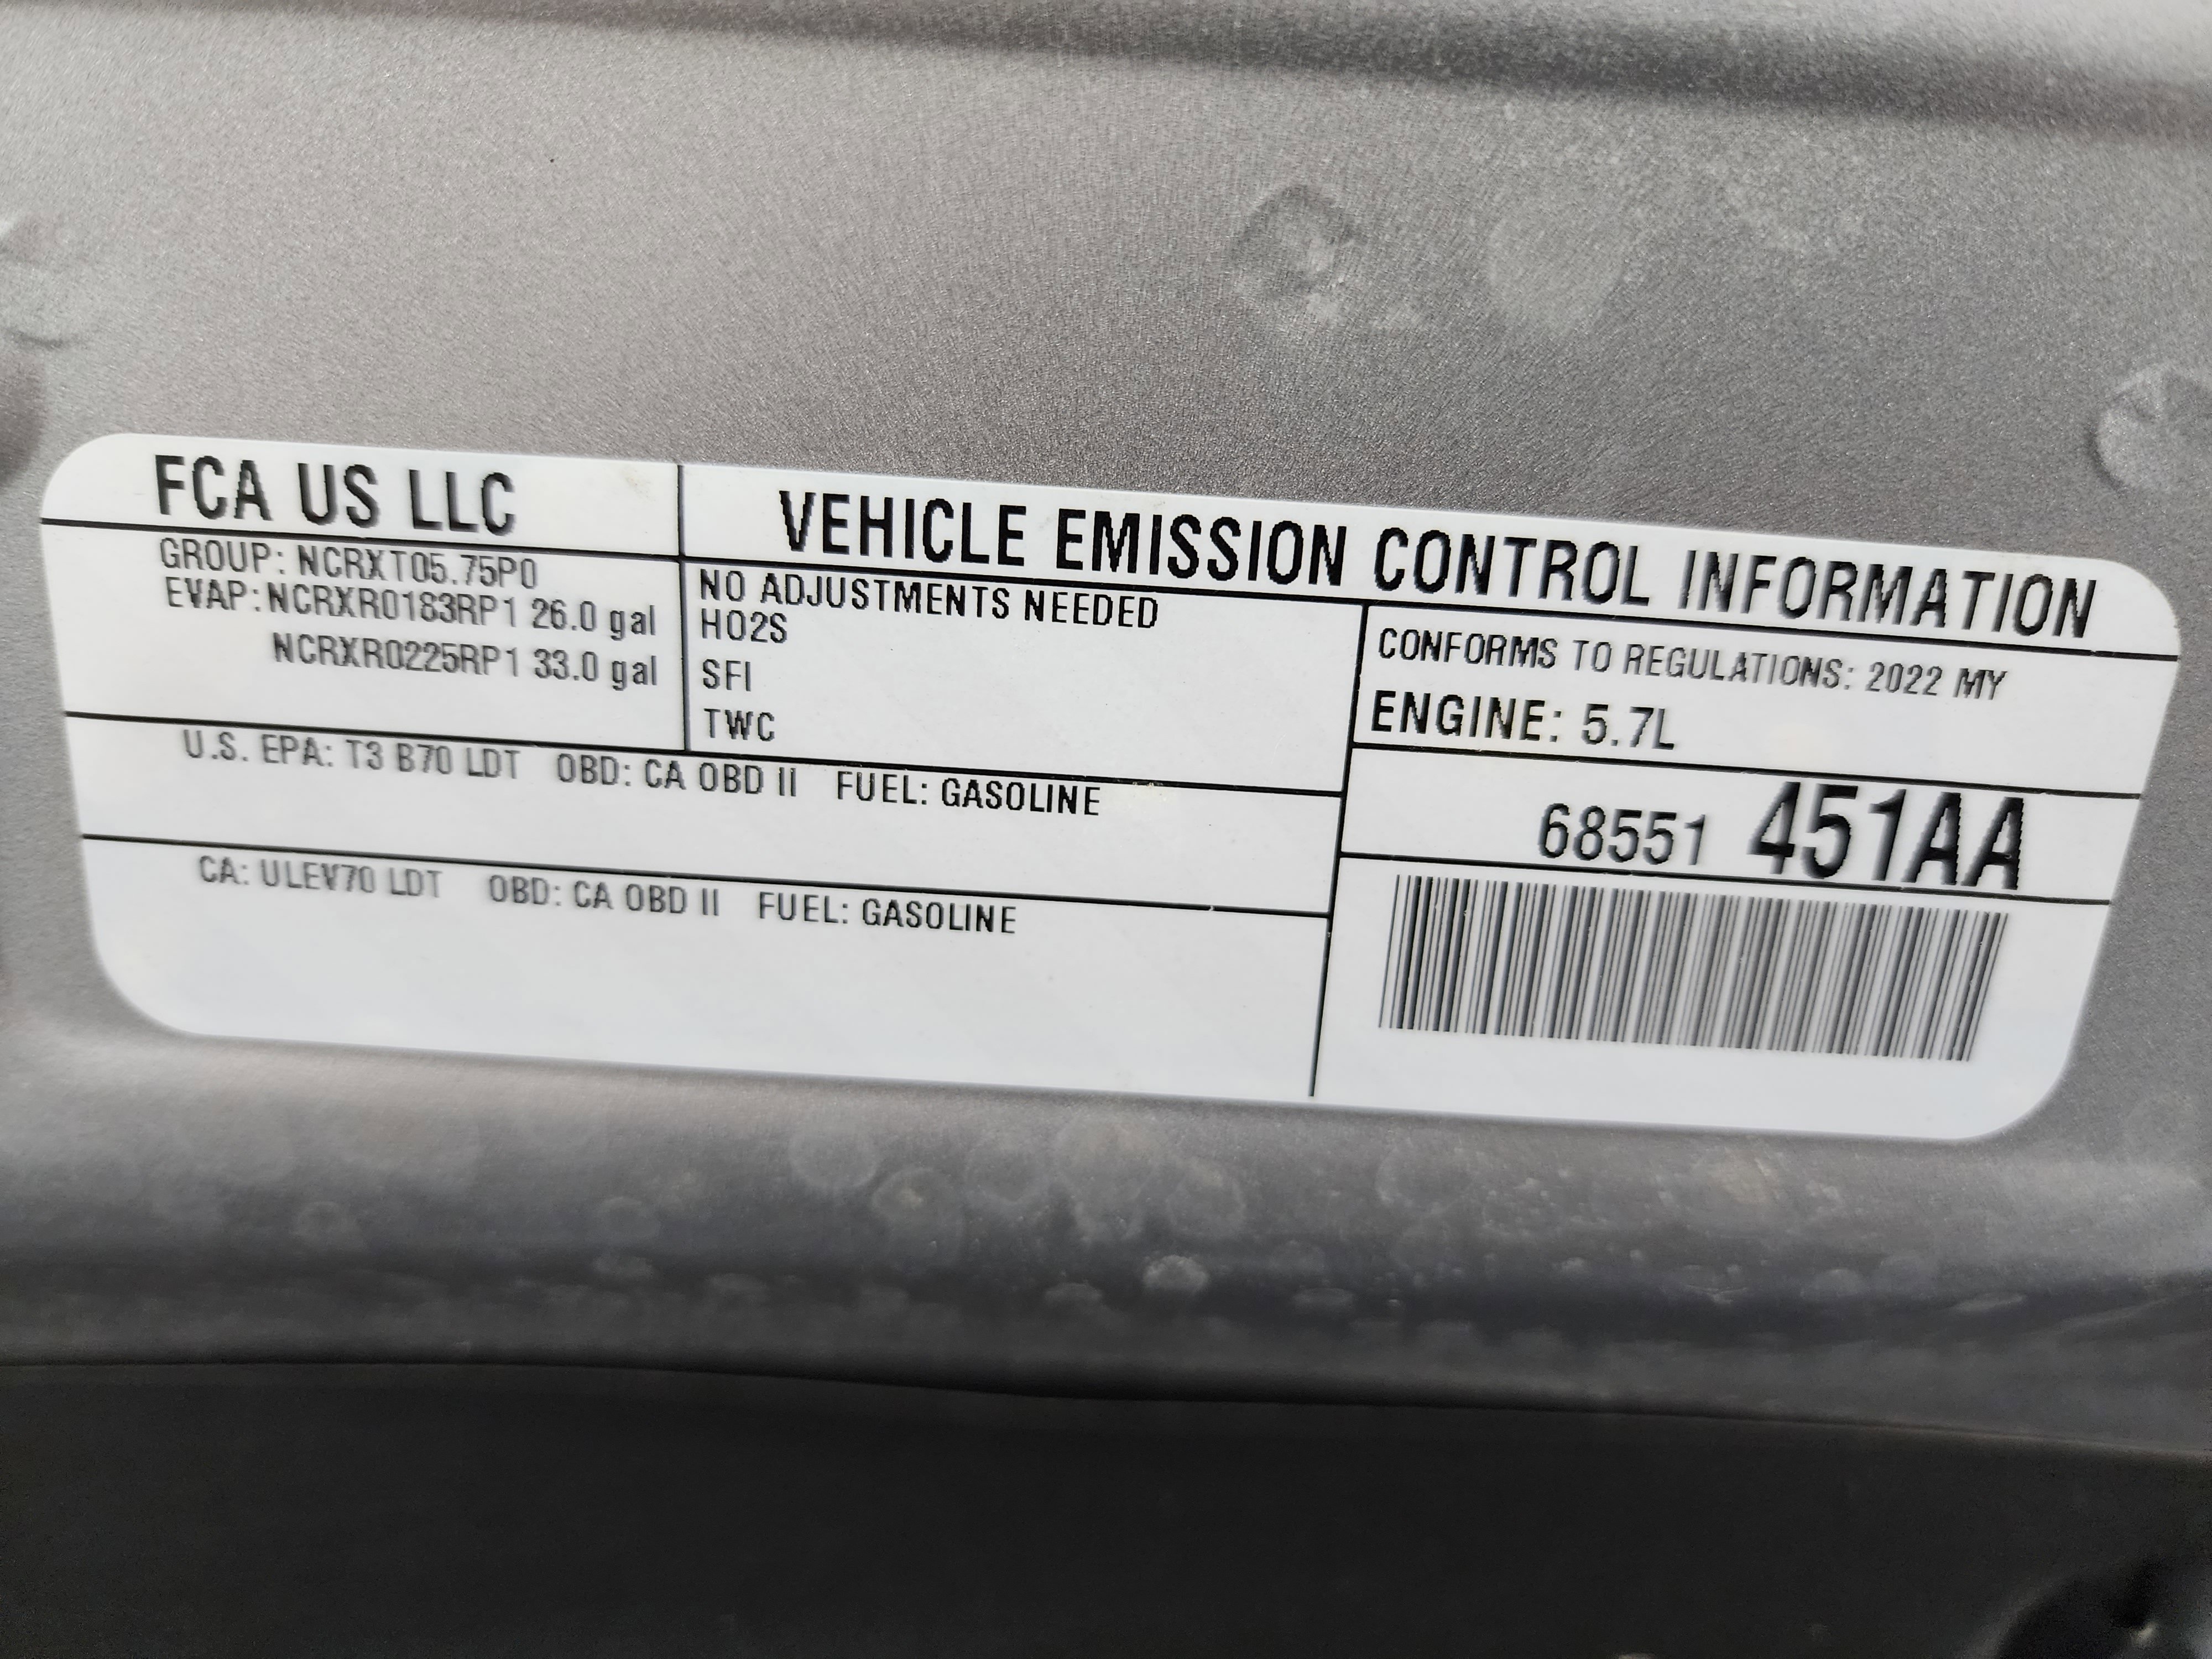 FCA US LLC
VEHICLE EMISSION CONTROL INFORMATION
GROUP: NCRXT05.75P0
EVAP: NCRXR0183RP1 26.0 gal
NCRXR0225RP1 33.0 gal
NO ADJUSTMENTS NEEDED
HO2S
SFI
TWC
CONFORMS TO REGULATIONS: 2022 MY
ENGINE: 5.7L
U.S. EPA: T3 B70 LDT OBD: CA OBD II FUEL: GASOLINE
68551 451AA
CA: ULEV70 LDT OBD: CA OBD II FUEL: GASOLINE